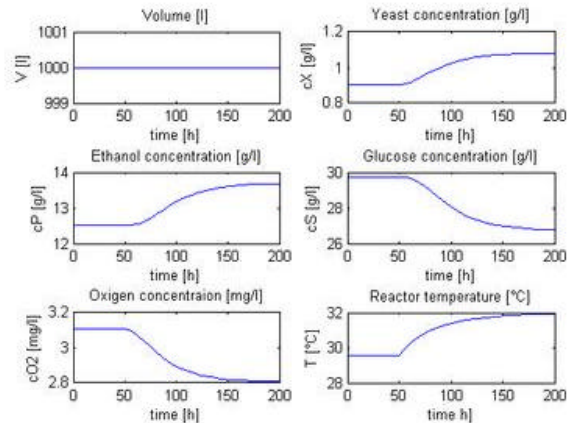 Volume [l]
1001
1000
999
V [l]
0 50 100 150 200
time [h]
Yeast concentration [g/l]
1.2
1
0.8
cX [g/l]
0 50 100 150 200
time [h]
Ethanol concentration [g/l]
14
13
12
cP [g/l]
0 50 100 150 200
time [h]
Glucose concentration [g/l]
30
28
26
cS [g/l]
0 50 100 150 200
time [h]
Oxigen concentraion [mg/l]
3.2
3
2.8
cO2 [mg/l]
0 50 100 150 200
time [h]
Reactor temperature [°C]
32
30
28
T [°C]
0 50 100 150 200
time h]